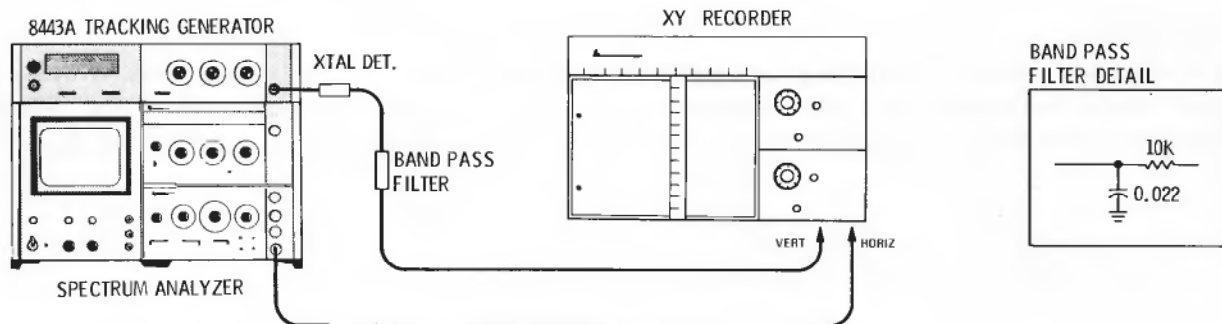 8443A TRACKING GENERATOR
XTAL DET.
BAND PASS
FILTER
SPECTRUM ANALYZER
XY RECORDER
VERT
HORIZ
BAND PASS
FILTER DETAIL
10K
0.022